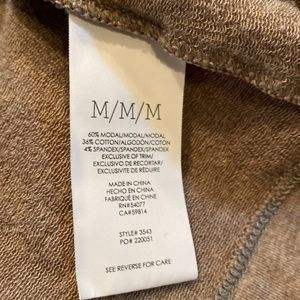 M/M/M
60% MODAL/MODAL/MODAL
36% COTTON/ALGODÓN/COTON
4% SPANDEX/SPANDEX/SPANDEX
EXCLUSIVE OF TRIM/
EXCLUSIVO DE RECORTAR/
EXCLUSIVITE DE RÉDUIRE
MADE IN CHINA
HECHO EN CHINA
FABRIQUÉ EN CHINE
RN#54077
CA#59814
STYLE# 3543
PO# 220051
SEE REVERSE FOR CARE